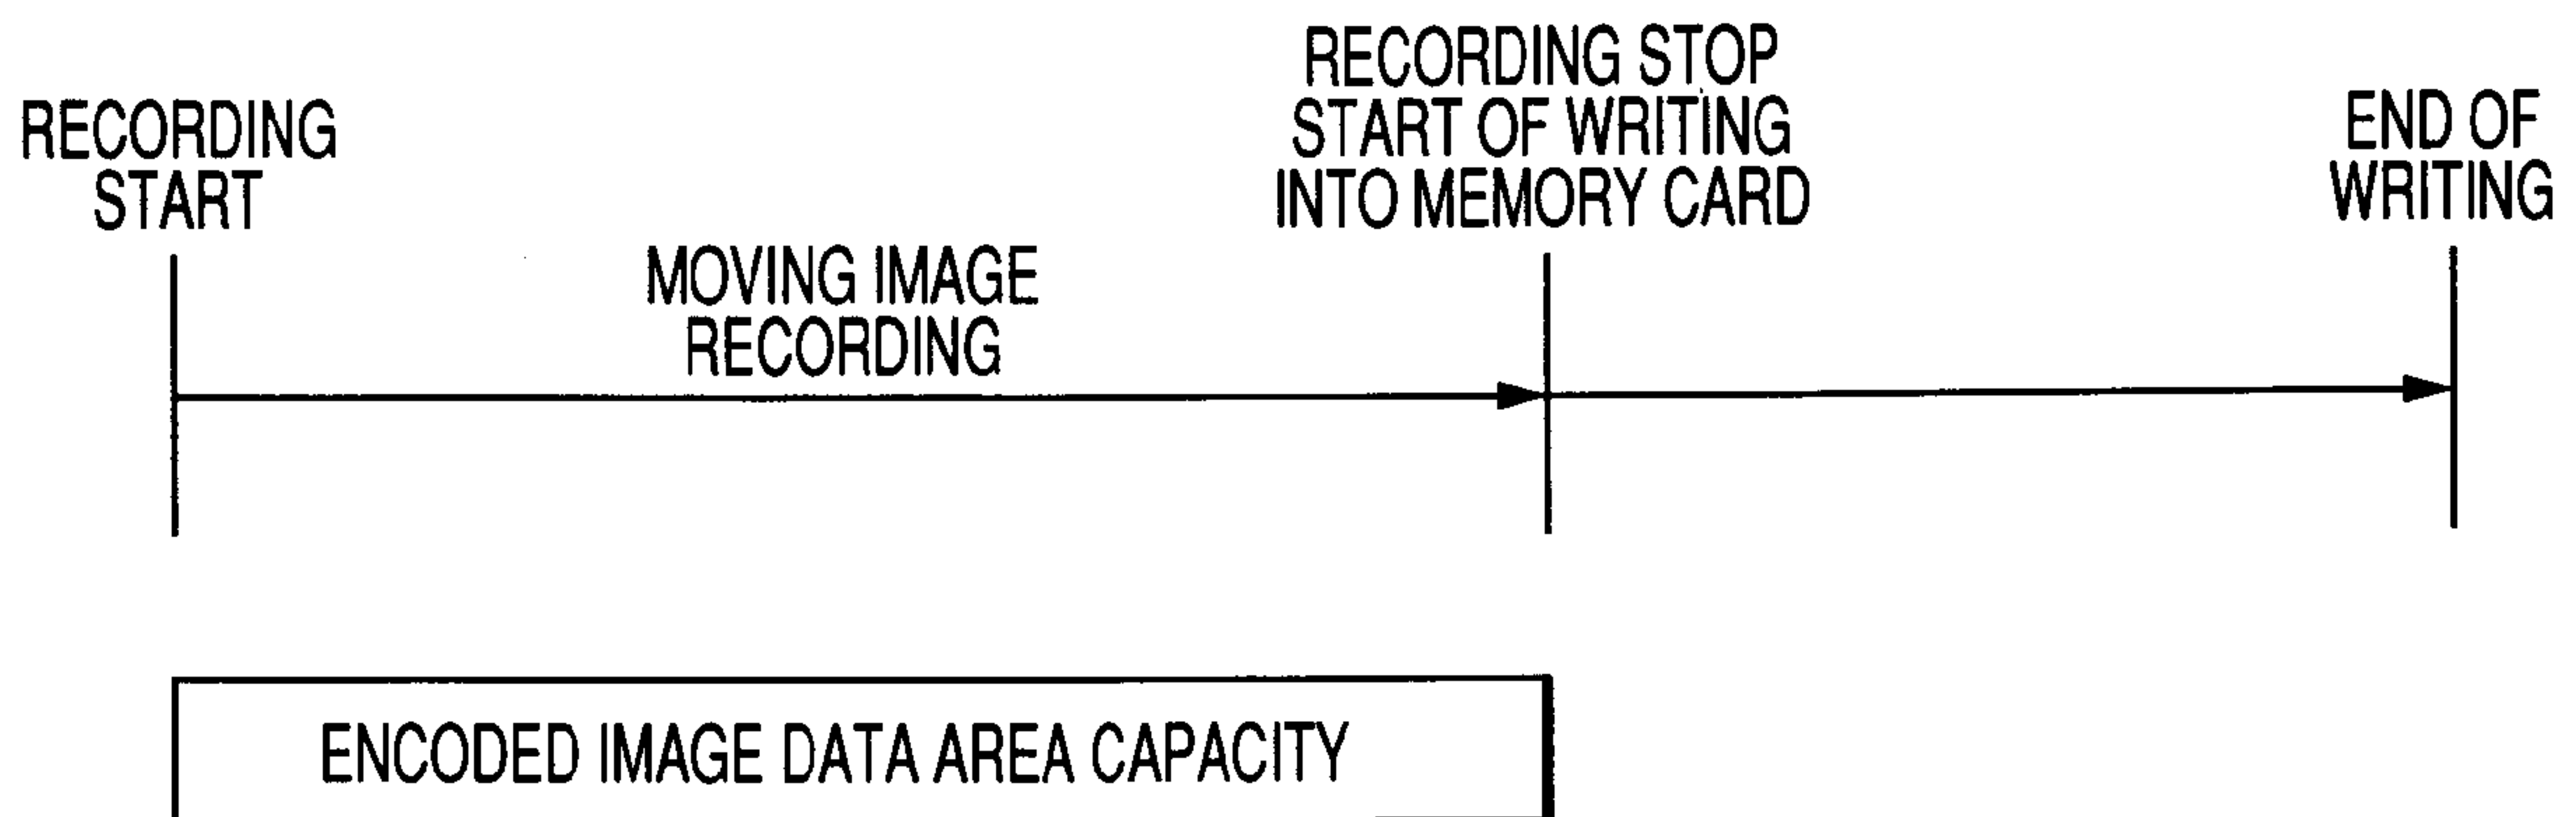 RECORDING
START
MOVING IMAGE
RECORDING
RECORDING STOP
START OF WRITING
INTO MEMORY CARD
END OF
WRITING
ENCODED IMAGE DATA AREA CAPACITY